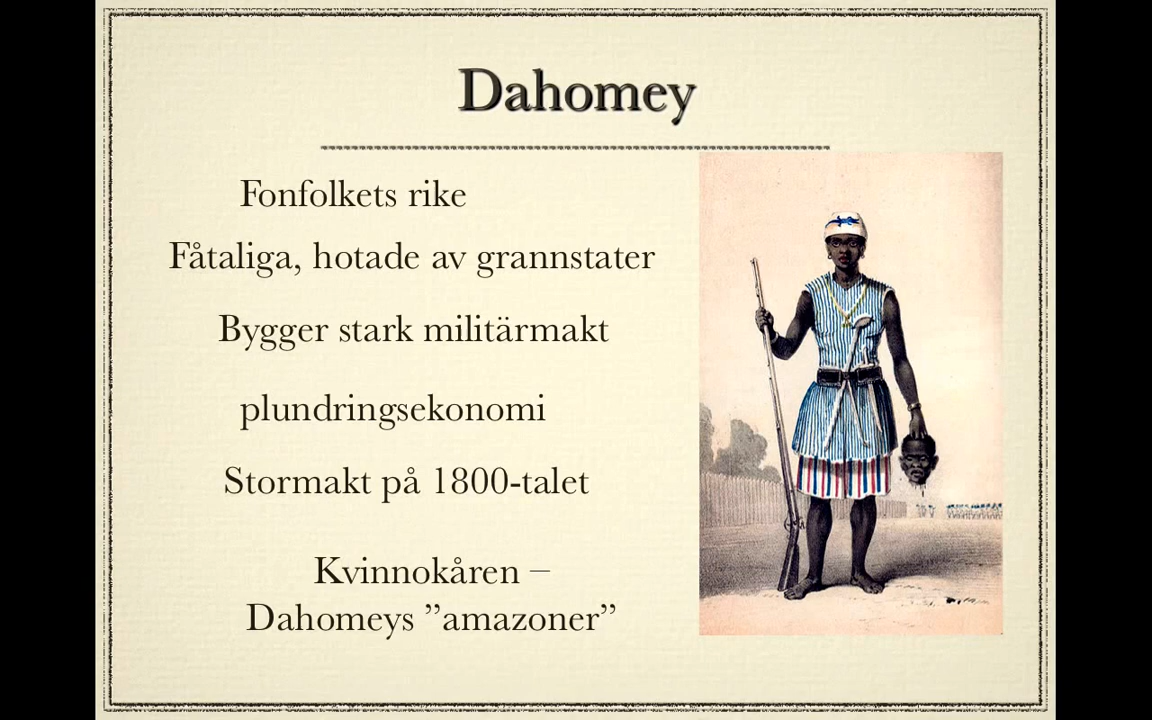 Dahomey
Fonfolkets rike
Fåtaliga, hotade av grannstater
Bygger stark militärmakt
plundringsekonomi
Stormakt på 1800-talet
Kvinnokåren –
Dahomeys ”amazoner”